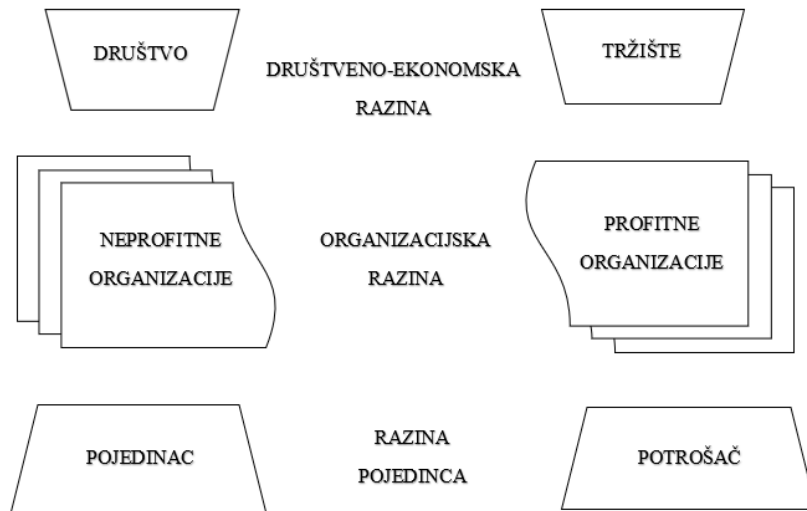 DRUŠTVO
DRUŠTVENO-EKONOMSKA
RAZINA
TRŽIŠTE
NEPROFITNE
ORGANIZACIJE
ORGANIZACIJSKA
RAZINA
PROFITNE
ORGANIZACIJE
POJEDINAC
RAZINA
POJEDINCA
POTROŠAČ